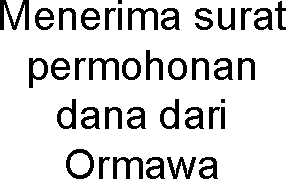 Menerima surat
permohonan
dana dari
Ormawa